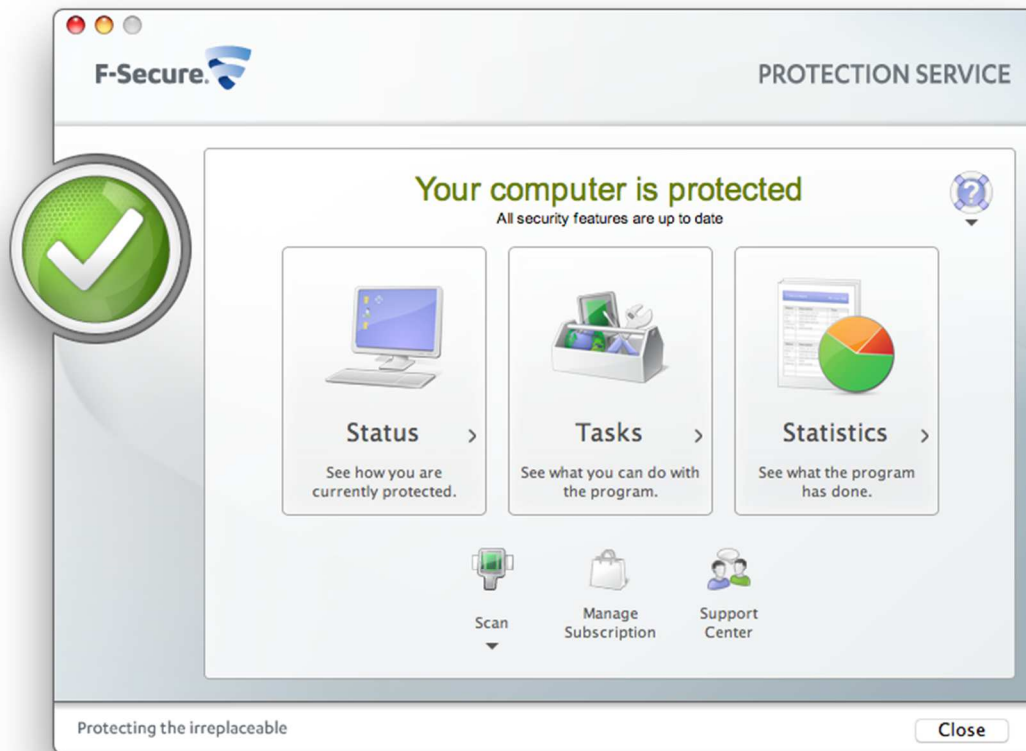 F-Secure.
PROTECTION SERVICE
Your computer is protected
All security features are up to date
Status
See how you are
currently protected.
Tasks
See what you can do with
the program.
Statistics
See what the program
has done.
Scan
Manage
Subscription
Support
Center
Protecting the irreplaceable
Close